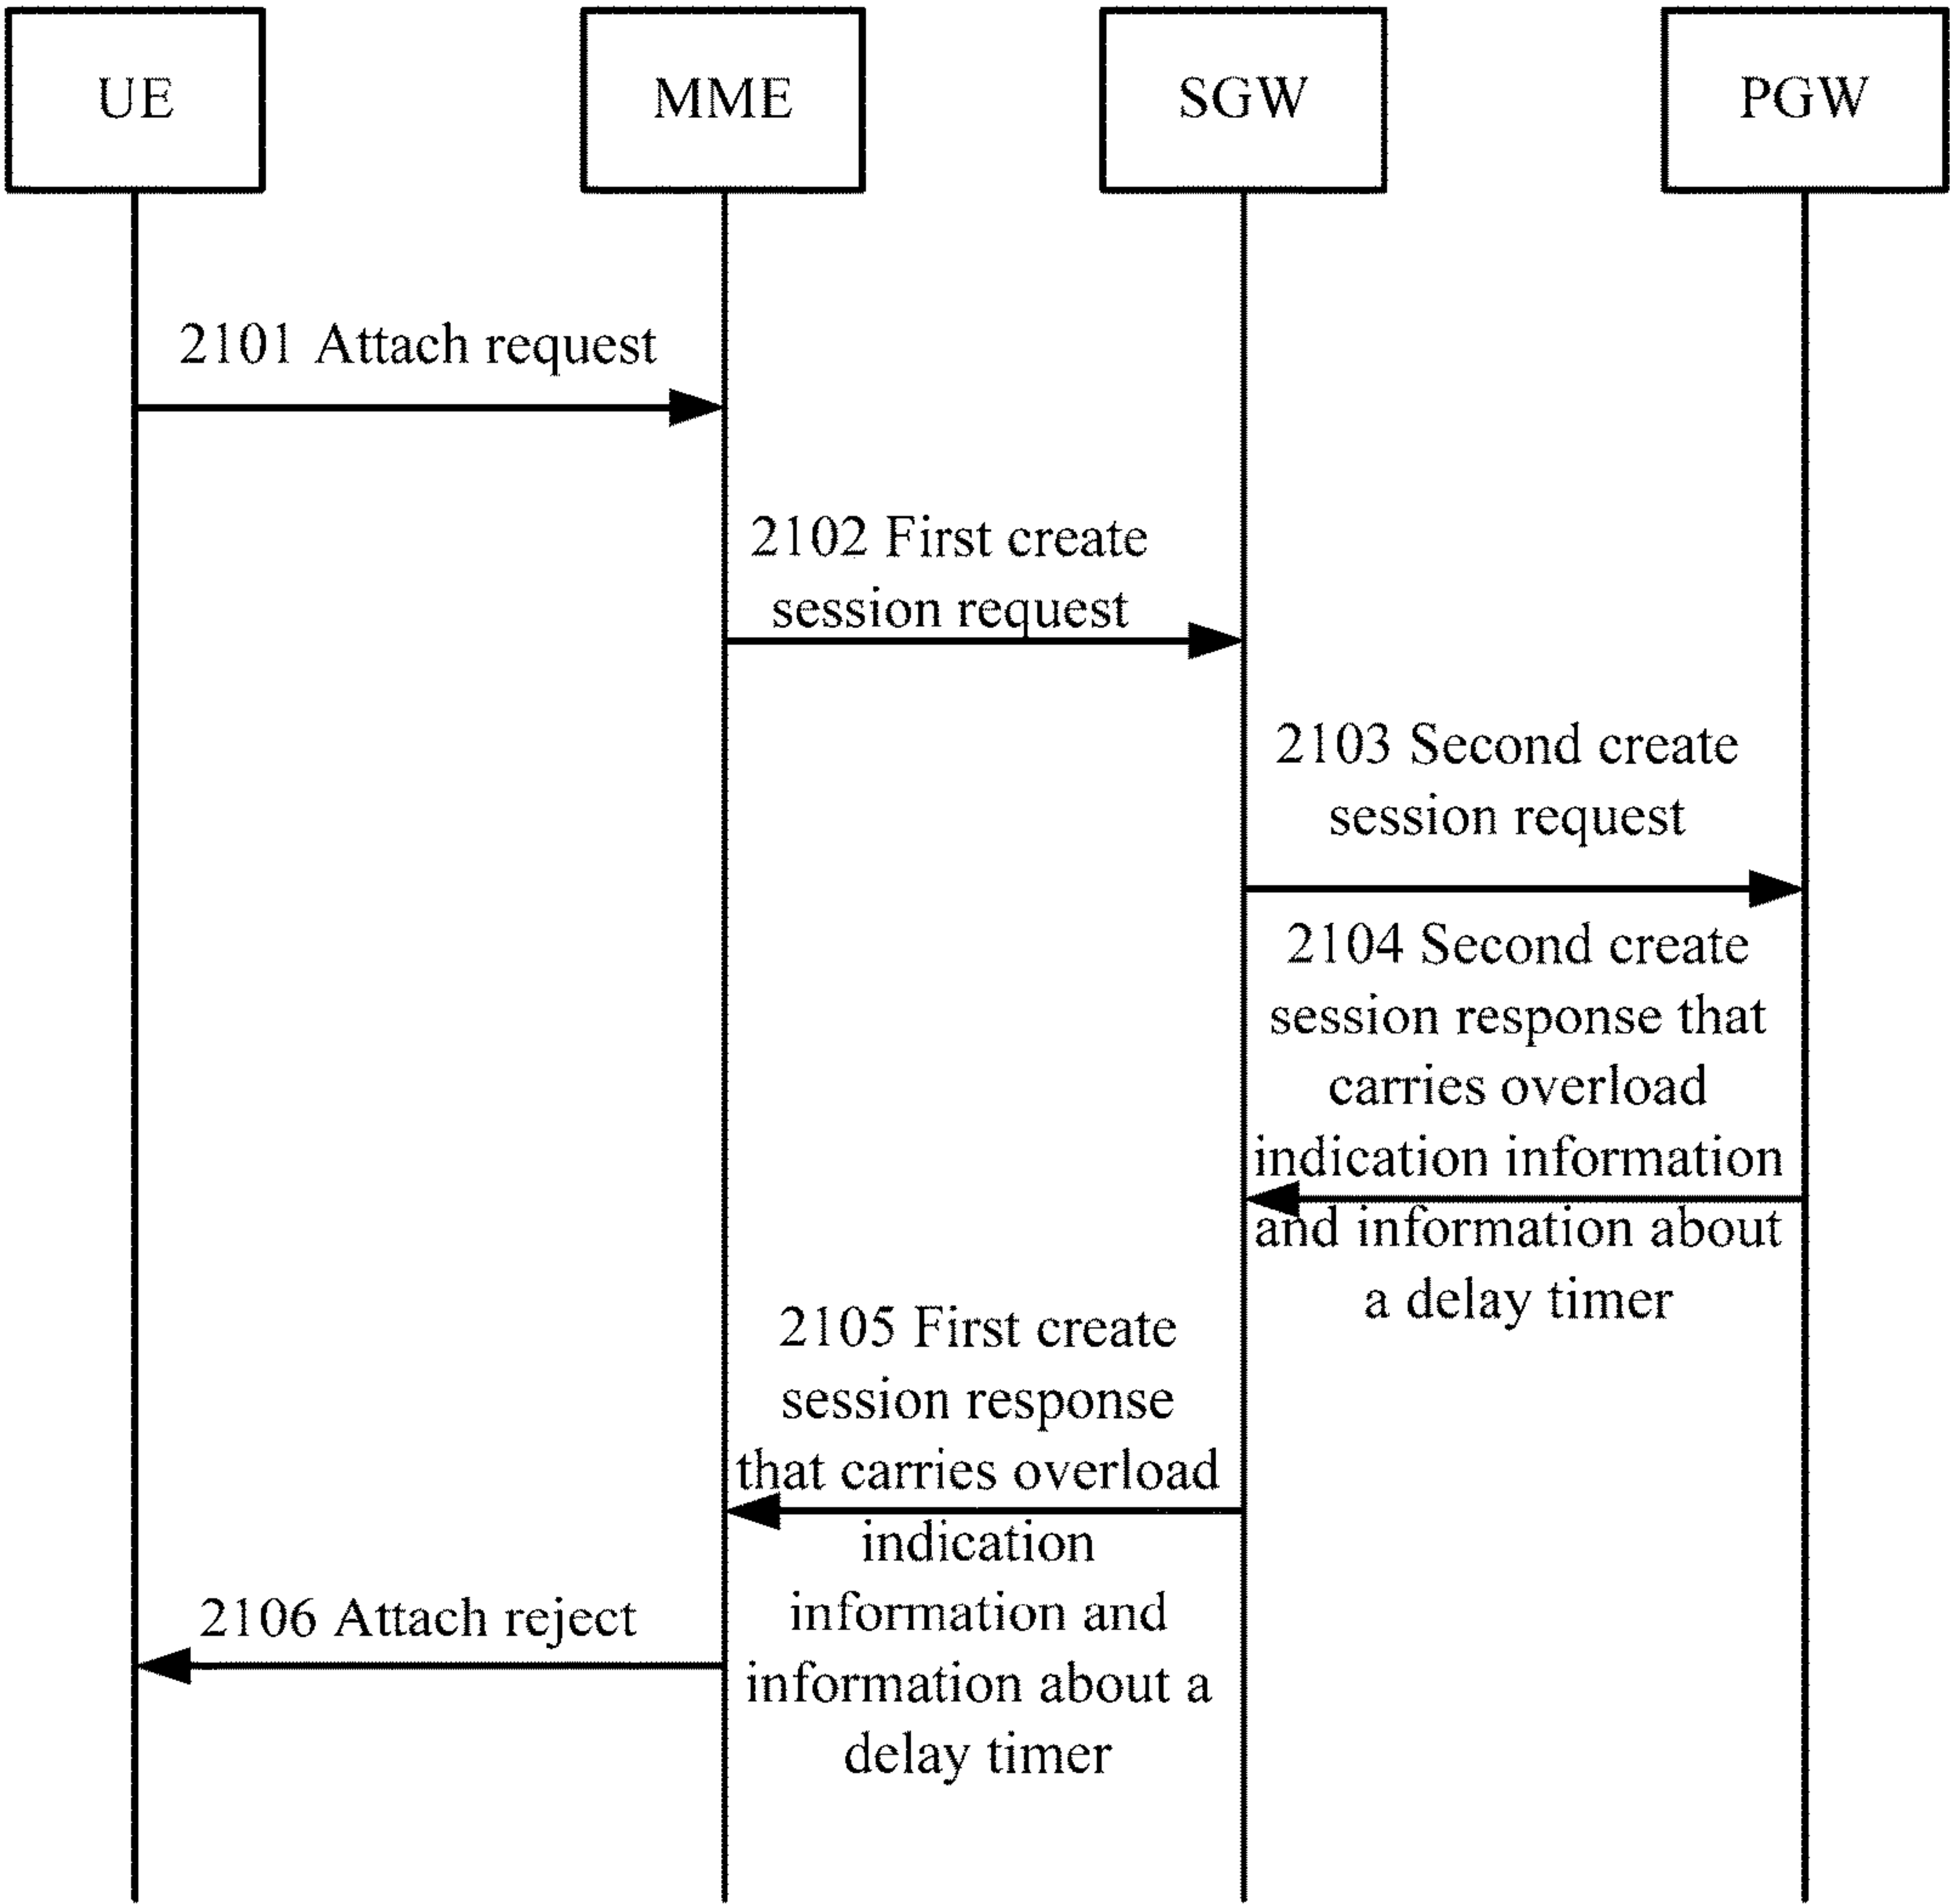 UE
MME
SGW
PGW
2101 Attach request
2102 First create
session request
2103 Second create
session request
2104 Second create
session response that
carries overload
indication information
and information about
a delay timer
2105 First create
session response
that carries overload
indication
information and
information about a
delay timer
2106 Attach reject